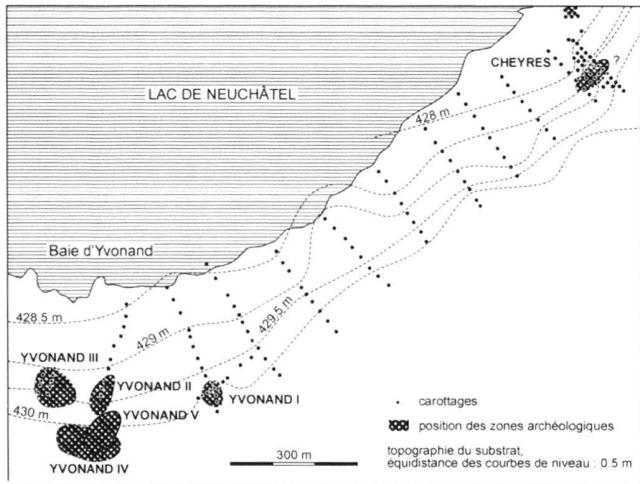 CHEYRES
?
LAC DE NEUCHÂTEL
428 m
Baie d'Yvonand
428.5 m
429 m
429.5 m
YVONAND III
YVONAND II
YVONAND I
430 m
YVONAND V
YVONAND IV
300 m
carottages
position des zones archéologiques
topographie du substrat,
équidistance des courbes de niveau : 0.5 m